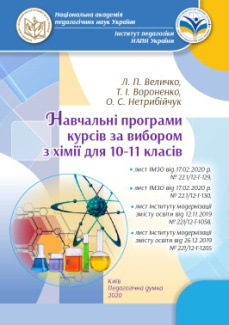 Національна академія
педагогічних наук України
Інститут педагогіки
НАПН України
Л. П. Величко,
Т. І. Вороненко,
О. С. Нетрибійчук
Навчальні програми
курсів за вибором
з хімії для 10-11 класів
• лист ІМЗО від 17.02.2020 р.
№ 22.1/12-Г-129,
• лист ІМЗО від 17.02.2020 р.
№ 22.1/12-Г-130,
• лист Інституту модернізації
змісту освіти від 12.11.2019
№ 22.1/12-Г-1058,
• лист Інституту модернізації
змісту освіти від 26.12.2019
№ 22.1/12-Г-1205
Київ
Педагогічна думка
2020